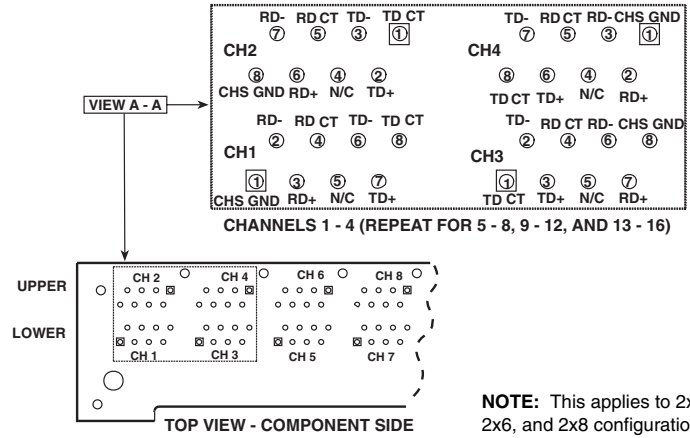 RD- RD CT TD- TD CT
7 5 3 1
CH2
8 6 4 2
CHS GND RD+ N/C TD+
TD- RD CT RD- CHS GND
7 5 3 1
CH4
8 6 4 2
TD CT TD+ N/C RD+
VIEW A - A
RD- RD CT TD- TD CT
2 4 6 8
CH1
1 3 5 7
CHS GND RD+ N/C TD+
TD- RD CT RD- CHS GND
2 4 6 8
CH3
1 3 5 7
TD CT TD+ N/C RD+
CHANNELS 1 - 4 (REPEAT FOR 5 - 8, 9 - 12, AND 13 - 16)
UPPER
CH 2 CH 4 CH 6 CH 8
LOWER
CH 1 CH 3 CH 5 CH 7
TOP VIEW - COMPONENT SIDE
NOTE: This applies to
2x6, and 2x8